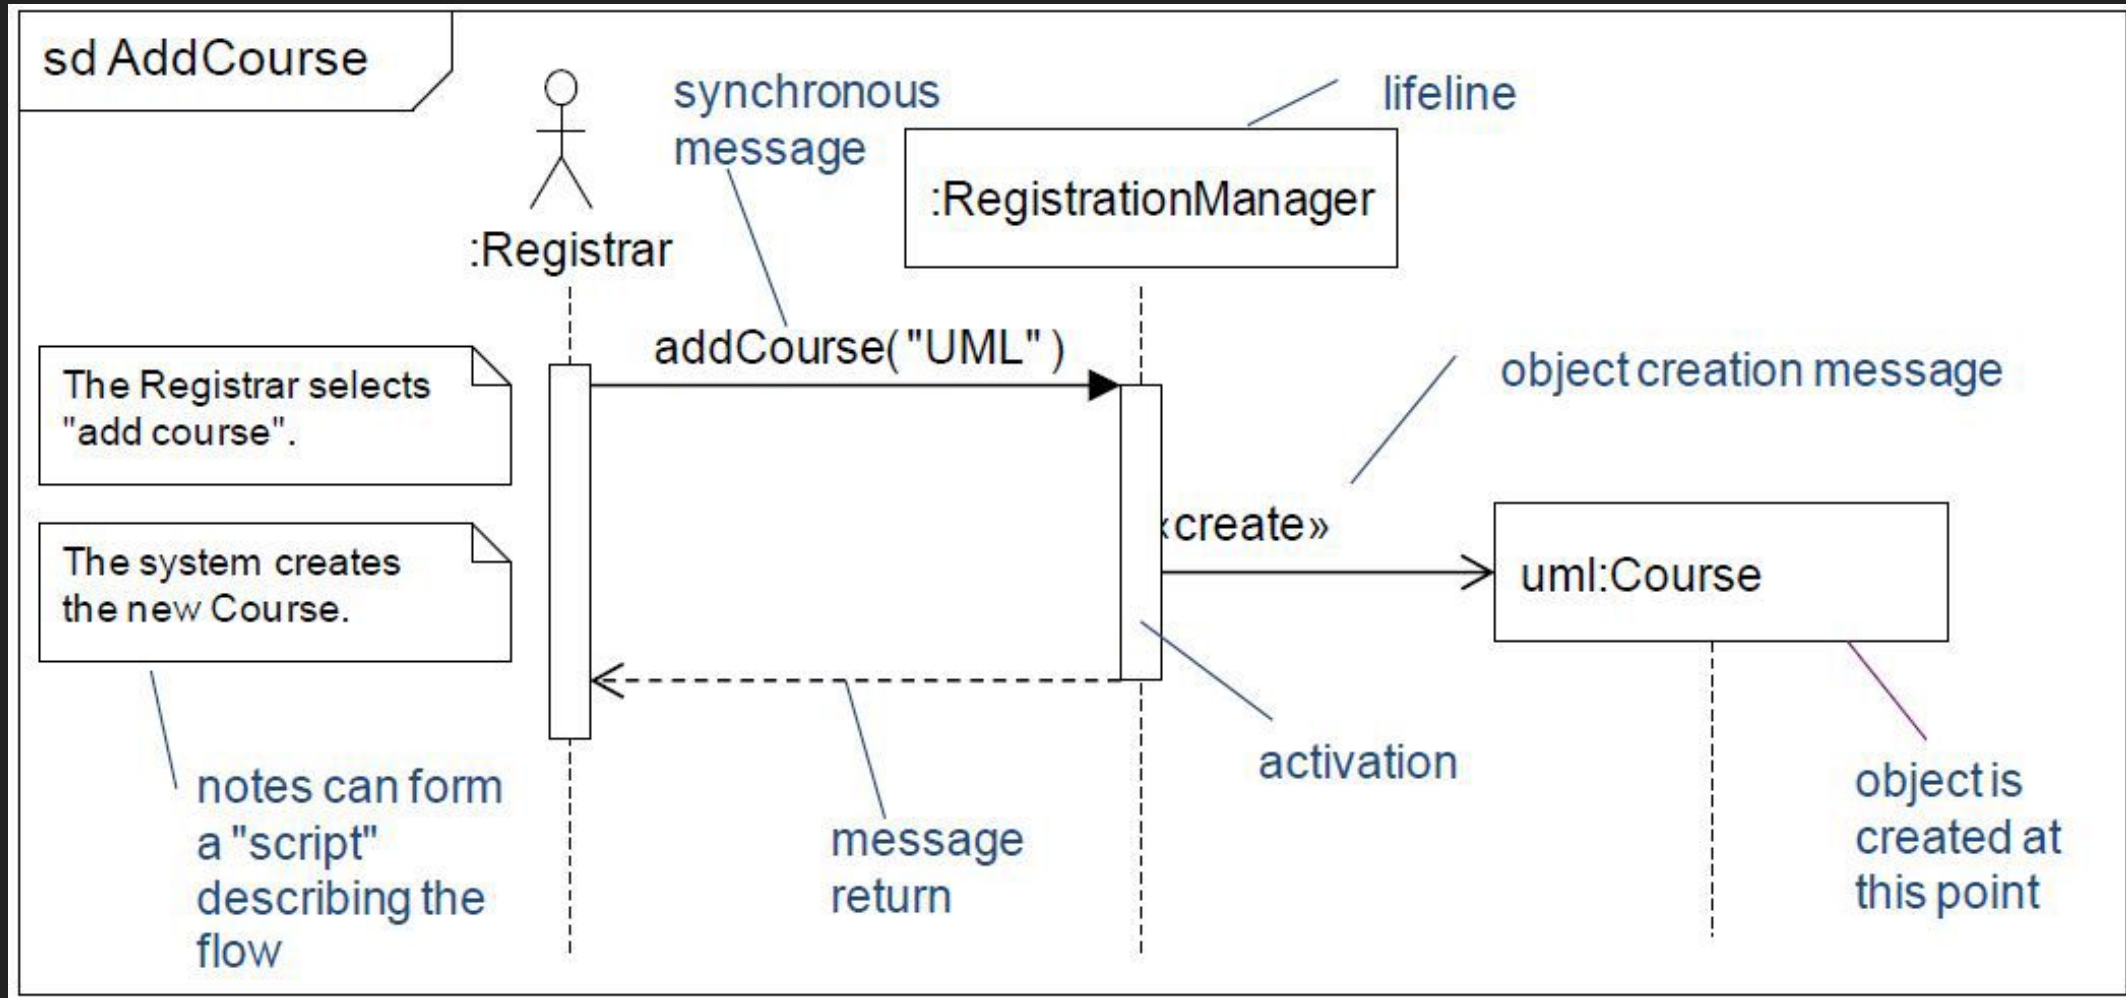 sd AddCourse
synchronous
message
lifeline
:RegistrationManager
:Registrar
addCourse("UML")
The Registrar selects
"add course".
object creation message
«create»
uml:Course
The system creates
the new Course.
activation
notes can form
a "script"
describing the
flow
message
return
object is
created at
this point